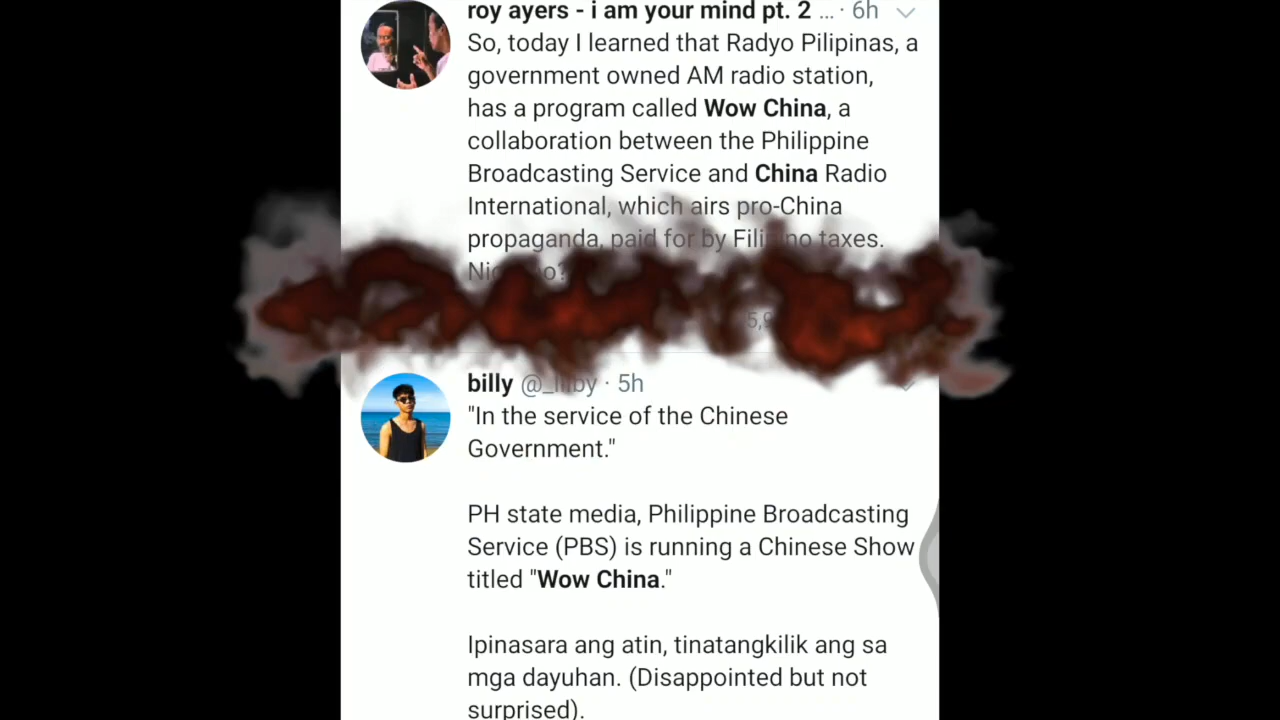 roy ayers - i am your mind pt. 2 ... · 6h
So, today I learned that Radyo Pilipinas, a
government owned AM radio station,
has a program called Wow China, a
collaboration between the Philippine
Broadcasting Service and China Radio
International, which airs pro-China
propaganda, paid for by Filipino taxes.
billy · 5h
"In the service of the Chinese
Government."
PH state media, Philippine Broadcasting
Service (PBS) is running a Chinese Show
titled "Wow China."
Ipinasara ang atin, tinatangkilik ang sa
mga dayuhan. (Disappointed but not
surprised).